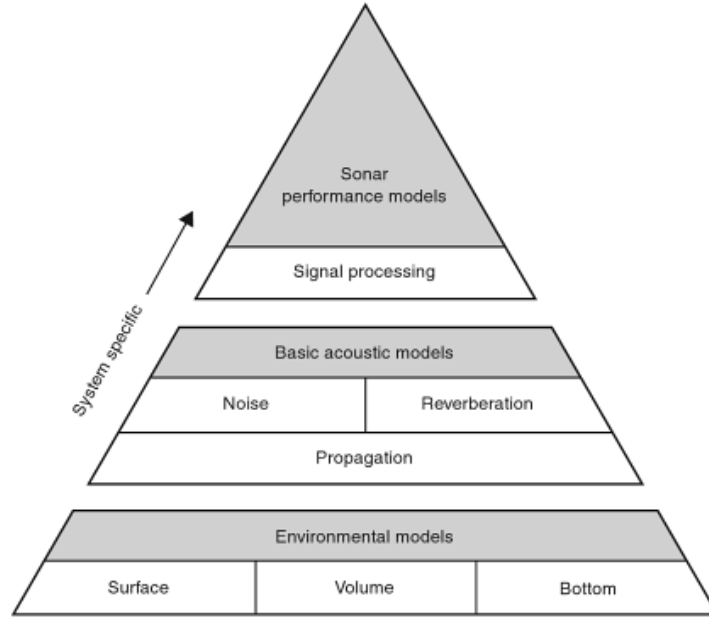 Sonar
performance models
Signal processing
System specific
Basic acoustic models
Noise
Reverberation
Propagation
Environmental models
Surface
Volume
Bottom